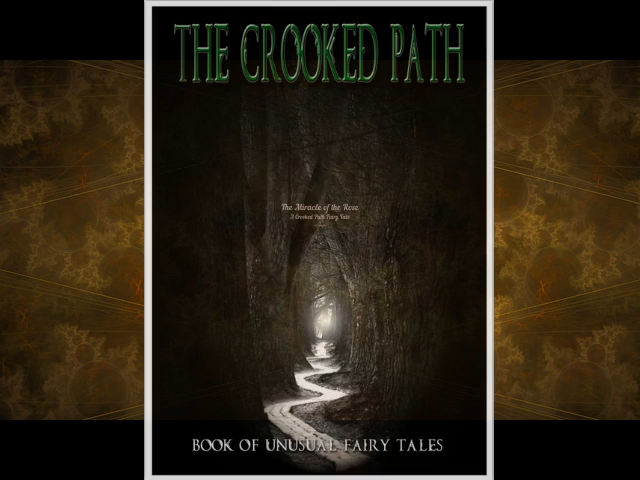 THE CROOKED PATH
The Miracle of the Rose
A Crooked Path Fairy Tale
BOOK OF UNUSUAL FAIRY TALES